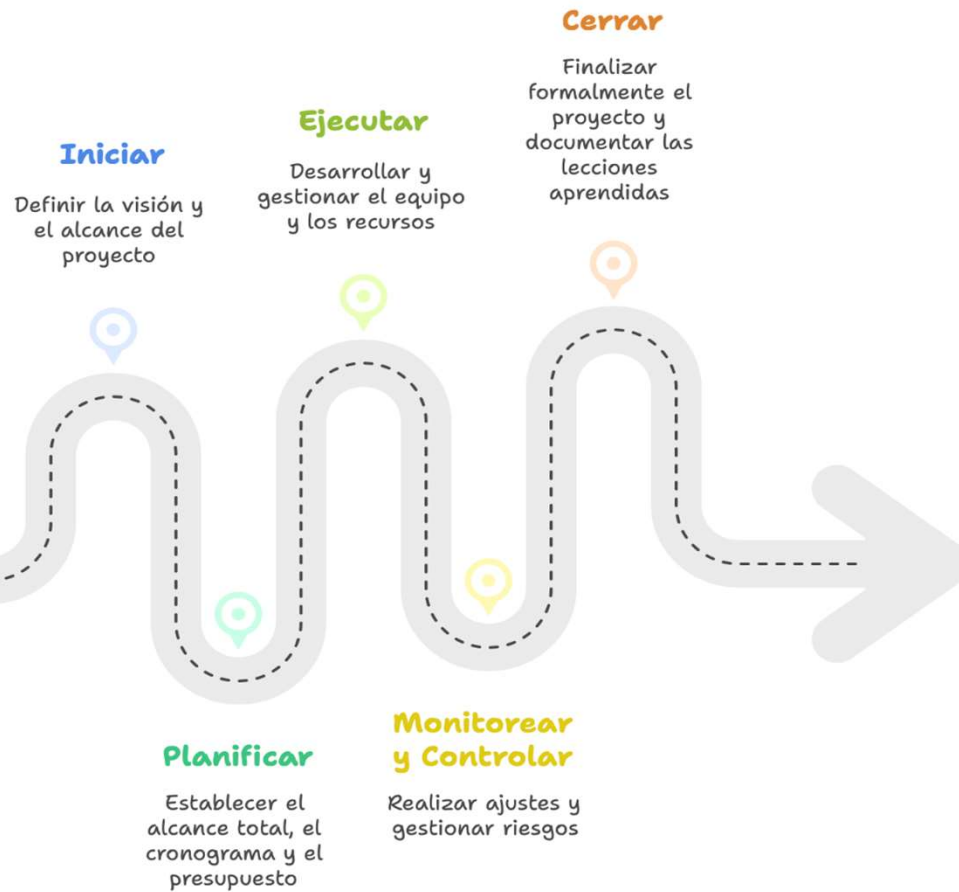 Iniciar
Definir la visión y
el alcance del
proyecto
Planificar
Establecer el
alcance total, el
cronograma y el
presupuesto
Ejecutar
Desarrollar y
gestionar el equipo
y los recursos
Monitorear
y Controlar
Realizar ajustes y
gestionar riesgos
Cerrar
Finalizar
formalmente el
proyecto y
documentar las
lecciones
aprendidas